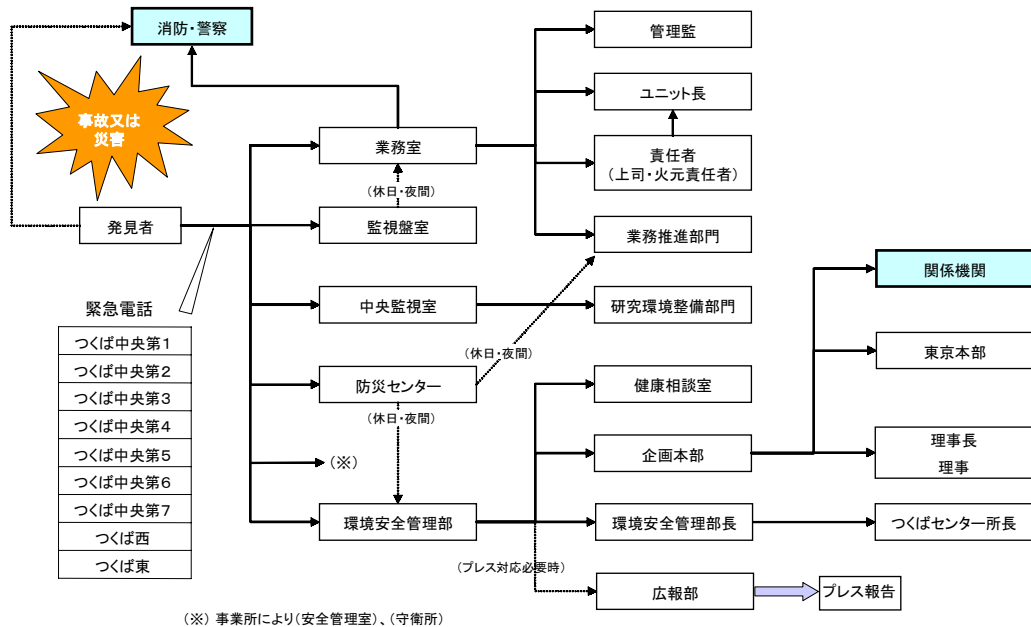 消防・警察
管理監
ユニット長
事故又は
災害
業務室
責任者
（上司・火元責任者）
（休日・夜間）
発見者
監視盤室
業務推進部門
関係機関
緊急電話
中央監視室
研究環境整備部門
つくば中央第１
つくば中央第２
つくば中央第３
つくば中央第４
つくば中央第５
つくば中央第６
つくば中央第７
つくば西
つくば東
（休日・夜間）
東京本部
防災センター
健康相談室
（休日・夜間）
企画本部
理事長
理事
（※）
環境安全管理部
環境安全管理部長
つくばセンター所長
（プレス対応必要時）
広報部
プレス報告
（※） 事業所により（安全管理室）、（守衛所）